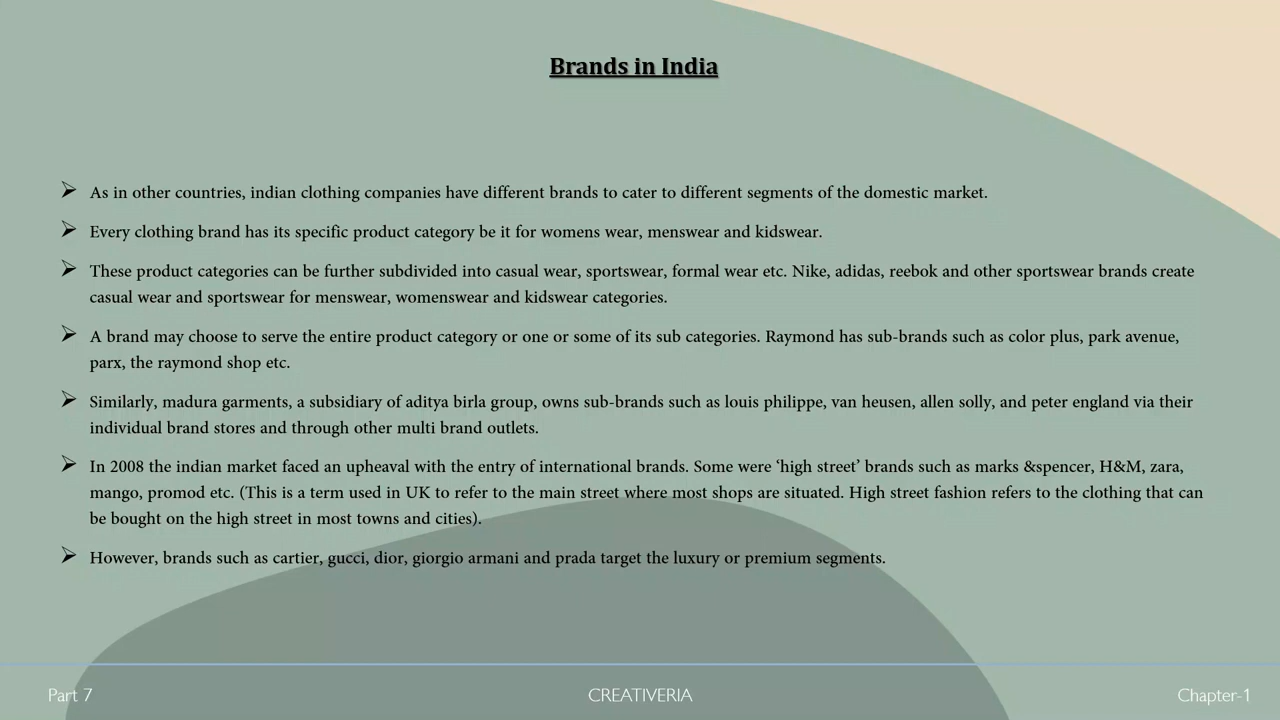 Brands in India
➢ As in other countries, indian clothing companies have different brands to cater to different segments of the domestic market.
➢ Every clothing brand has its specific product category be it for womens wear, menswear and kidswear.
➢ These product categories can be further subdivided into casual wear, sportswear, formal wear etc. Nike, adidas, reebok and other sportswear brands create
casual wear and sportswear for menswear, womenswear and kidswear categories.
➢ A brand may choose to serve the entire product category or one or some of its sub categories. Raymond has sub-brands such as color plus, park avenue,
parx, the raymond shop etc.
➢ Similarly, madura garments, a subsidiary of aditya birla group, owns sub-brands such as louis philippe, van heusen, allen solly, and peter england via their
individual brand stores and through other multi brand outlets.
➢ In 2008 the indian market faced an upheaval with the entry of international brands. Some were ‘high street’ brands such as marks &spencer, H&M, zara,
mango, promod etc. (This is a term used in UK to refer to the main street where most shops are situated. High street fashion refers to the clothing that can
be bought on the high street in most towns and cities).
➢ However, brands such as cartier, gucci, dior, giorgio armani and prada target the luxury or premium segments.
Part 7
CREATIVERIA
Chapter-1